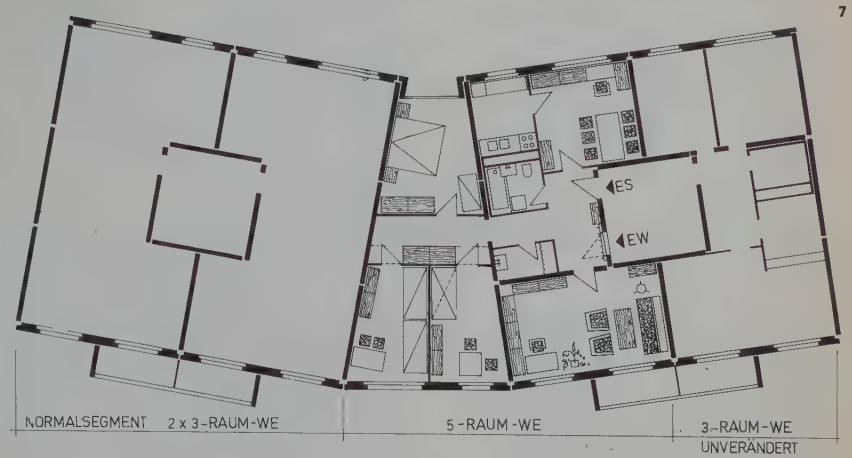 7
ES
EW
NORMALSEGMENT 2 x 3-RAUM-WE
5-RAUM-WE
3-RAUM-WE
UNVERÄNDERT